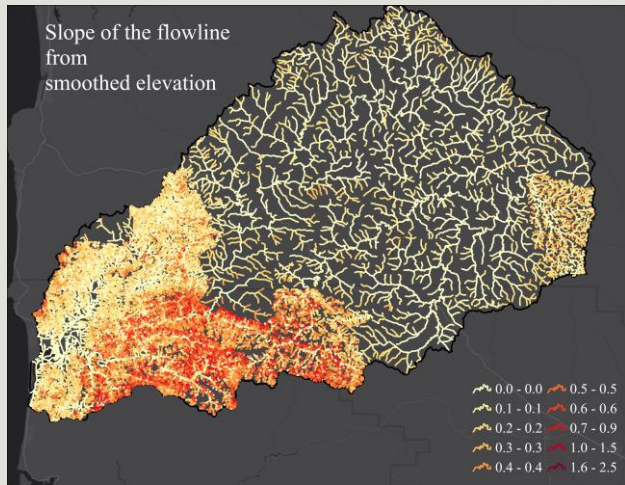 Slope of the flowline
from
smoothed elevation
0.0 - 0.0
0.1 - 0.1
0.2 - 0.2
0.3 - 0.3
0.4 - 0.4
0.5 - 0.5
0.6 - 0.6
0.7 - 0.9
1.0 - 1.5
1.6 - 2.5